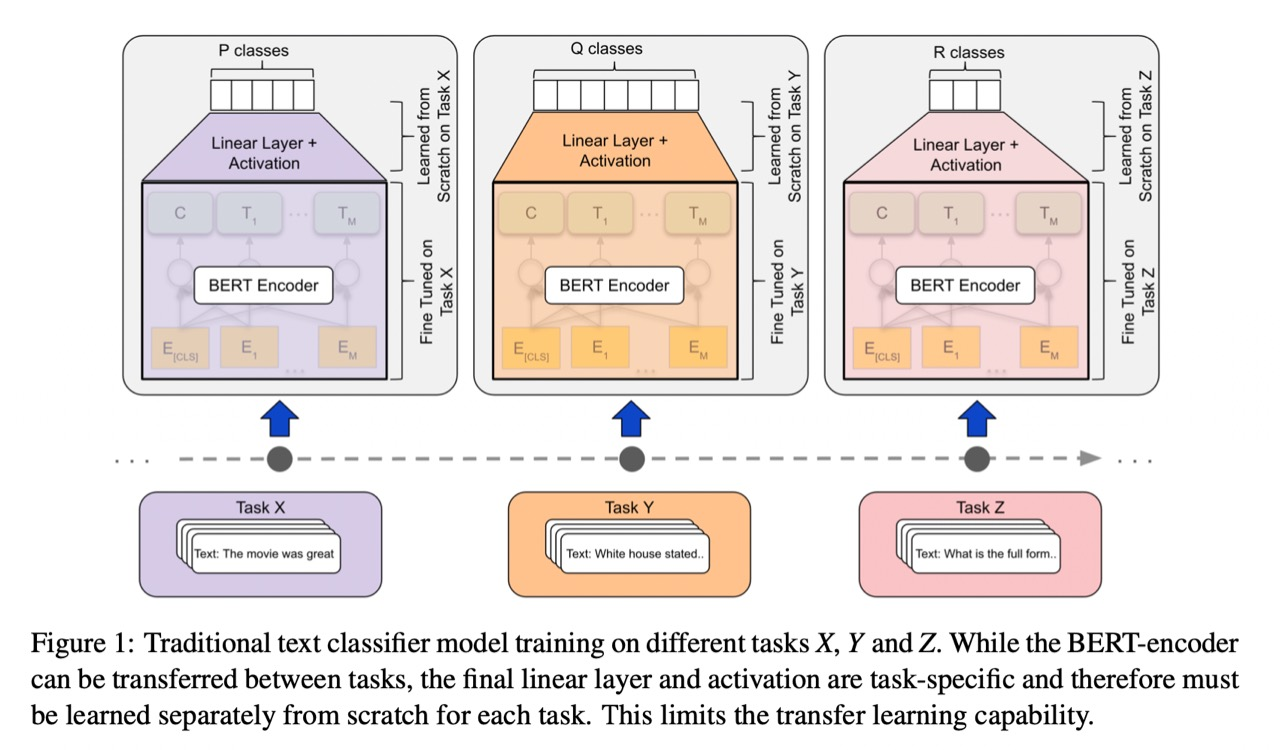 P classes
Linear Layer +
Activation
C T1 ... TM
BERT Encoder
E[CLS] E1 EM
...
Learned from
Scratch on Task X
Fine Tuned on
Task X
Q classes
Linear Layer +
Activation
C T1 ... TM
BERT Encoder
E[CLS] E1 EM
...
Learned from
Scratch on Task Y
Fine Tuned on
Task Y
R classes
Linear Layer +
Activation
C T1 ... TM
BERT Encoder
E[CLS] E1 EM
...
Learned from
Scratch on Task Z
Fine Tuned on
Task Z
... ...
Task X
Text: The movie was great
Task Y
Text: White house stated..
Task Z
Text: What is the full form..
Figure 1: Traditional text classifier model training on different tasks X, Y and Z. While the BERT-encoder
can be transferred between tasks, the final linear layer and activation are task-specific and therefore must
be learned separately from scratch for each task. This limits the transfer learning capability.